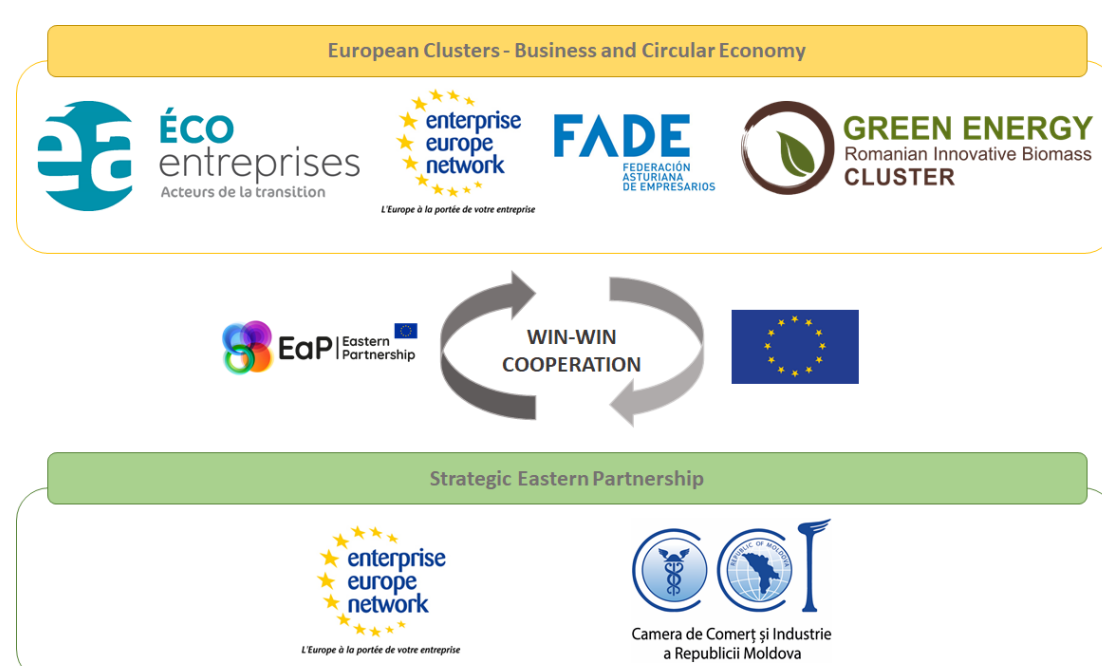 European Clusters - Business and Circular Economy
éa
ÉCO
entreprises
Acteurs de la transition
enterprise
europe
network
L'Europe à la portée de votre entreprise
FADE
FEDERACIÓN
ASTURIANA
DE EMPRESARIOS
GREEN ENERGY
Romanian Innovative Biomass
CLUSTER
EaP
Eastern
Partnership
WIN-WIN
COOPERATION
Strategic Eastern Partnership
enterprise
europe
network
L'Europe à la portée de votre entreprise
CCI
REPUBLIC OF MOLDOVA
Camera de Comerț și Industrie
a Republicii Moldova